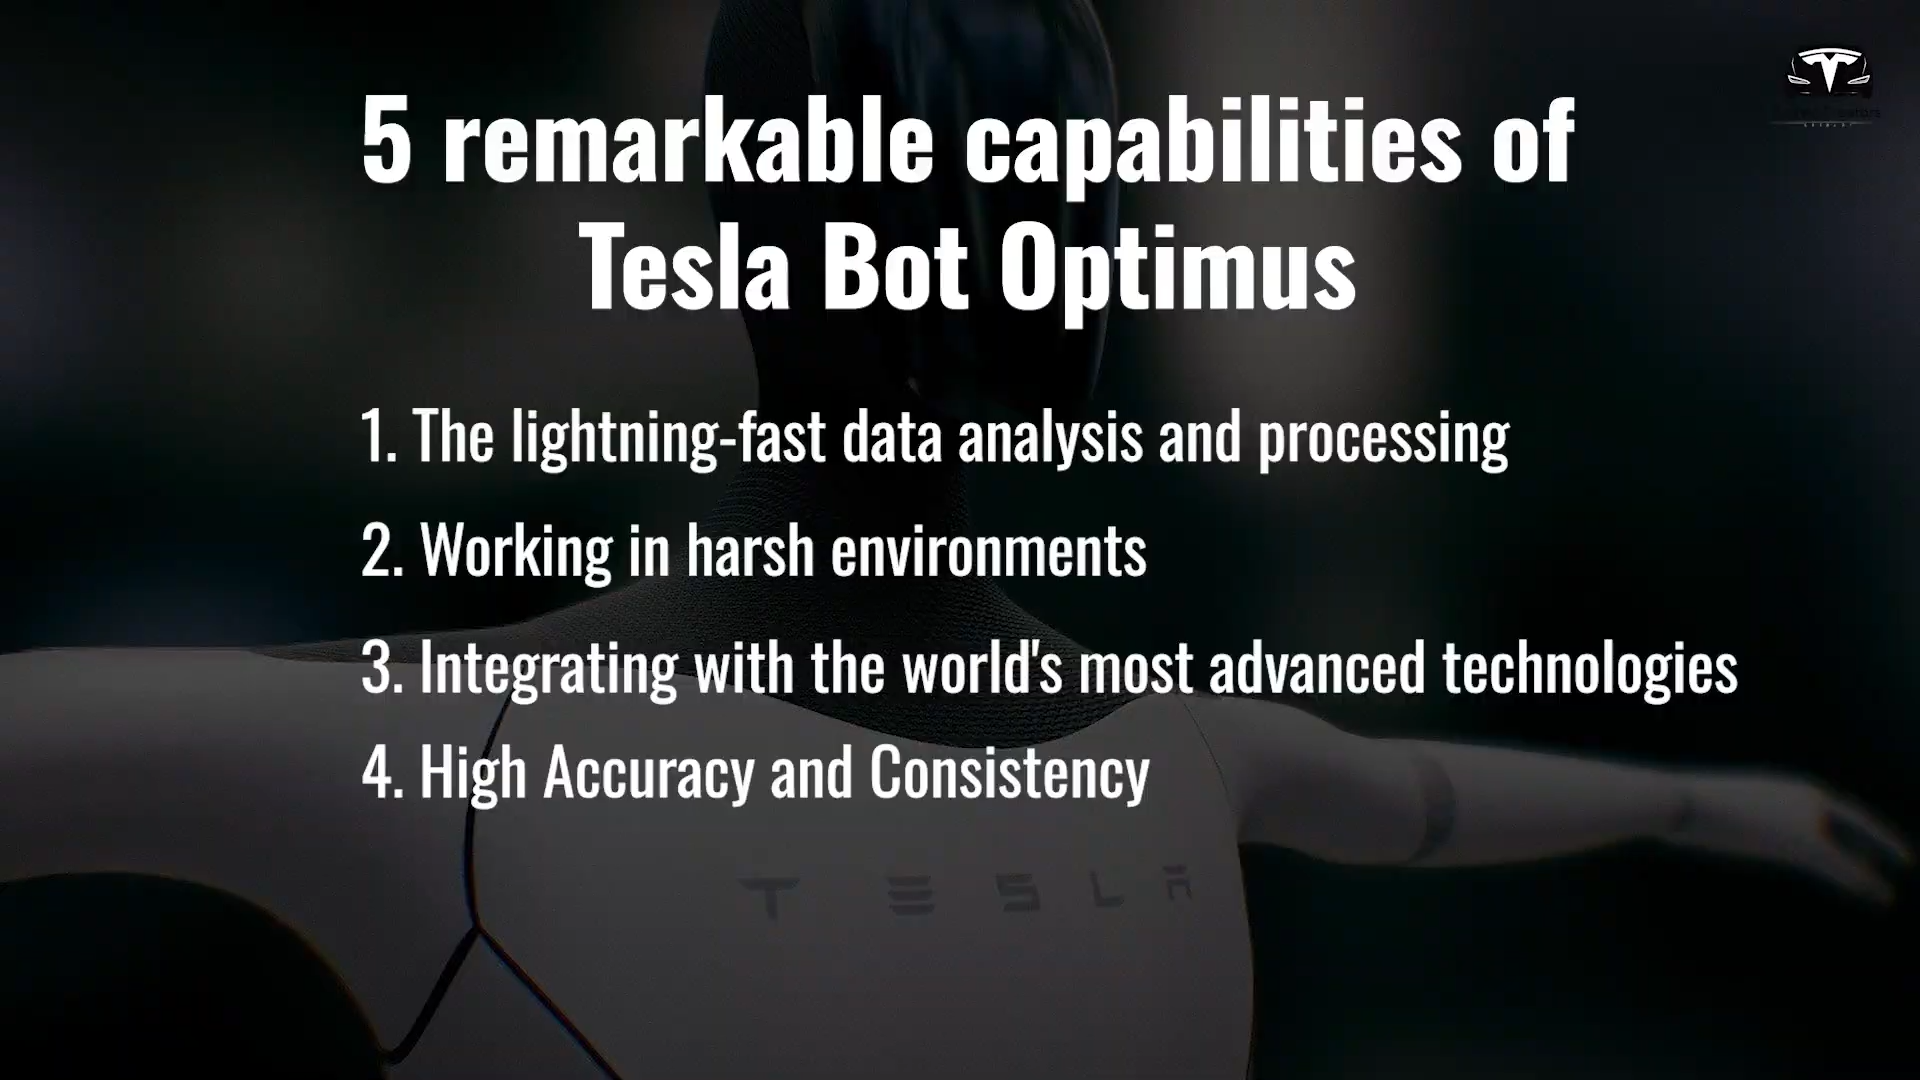 5 remarkable capabilities of
Tesla Bot Optimus
1. The lightning-fast data analysis and processing
2. Working in harsh environments
3. Integrating with the world's most advanced technologies
4. High Accuracy and Consistency
TESLA